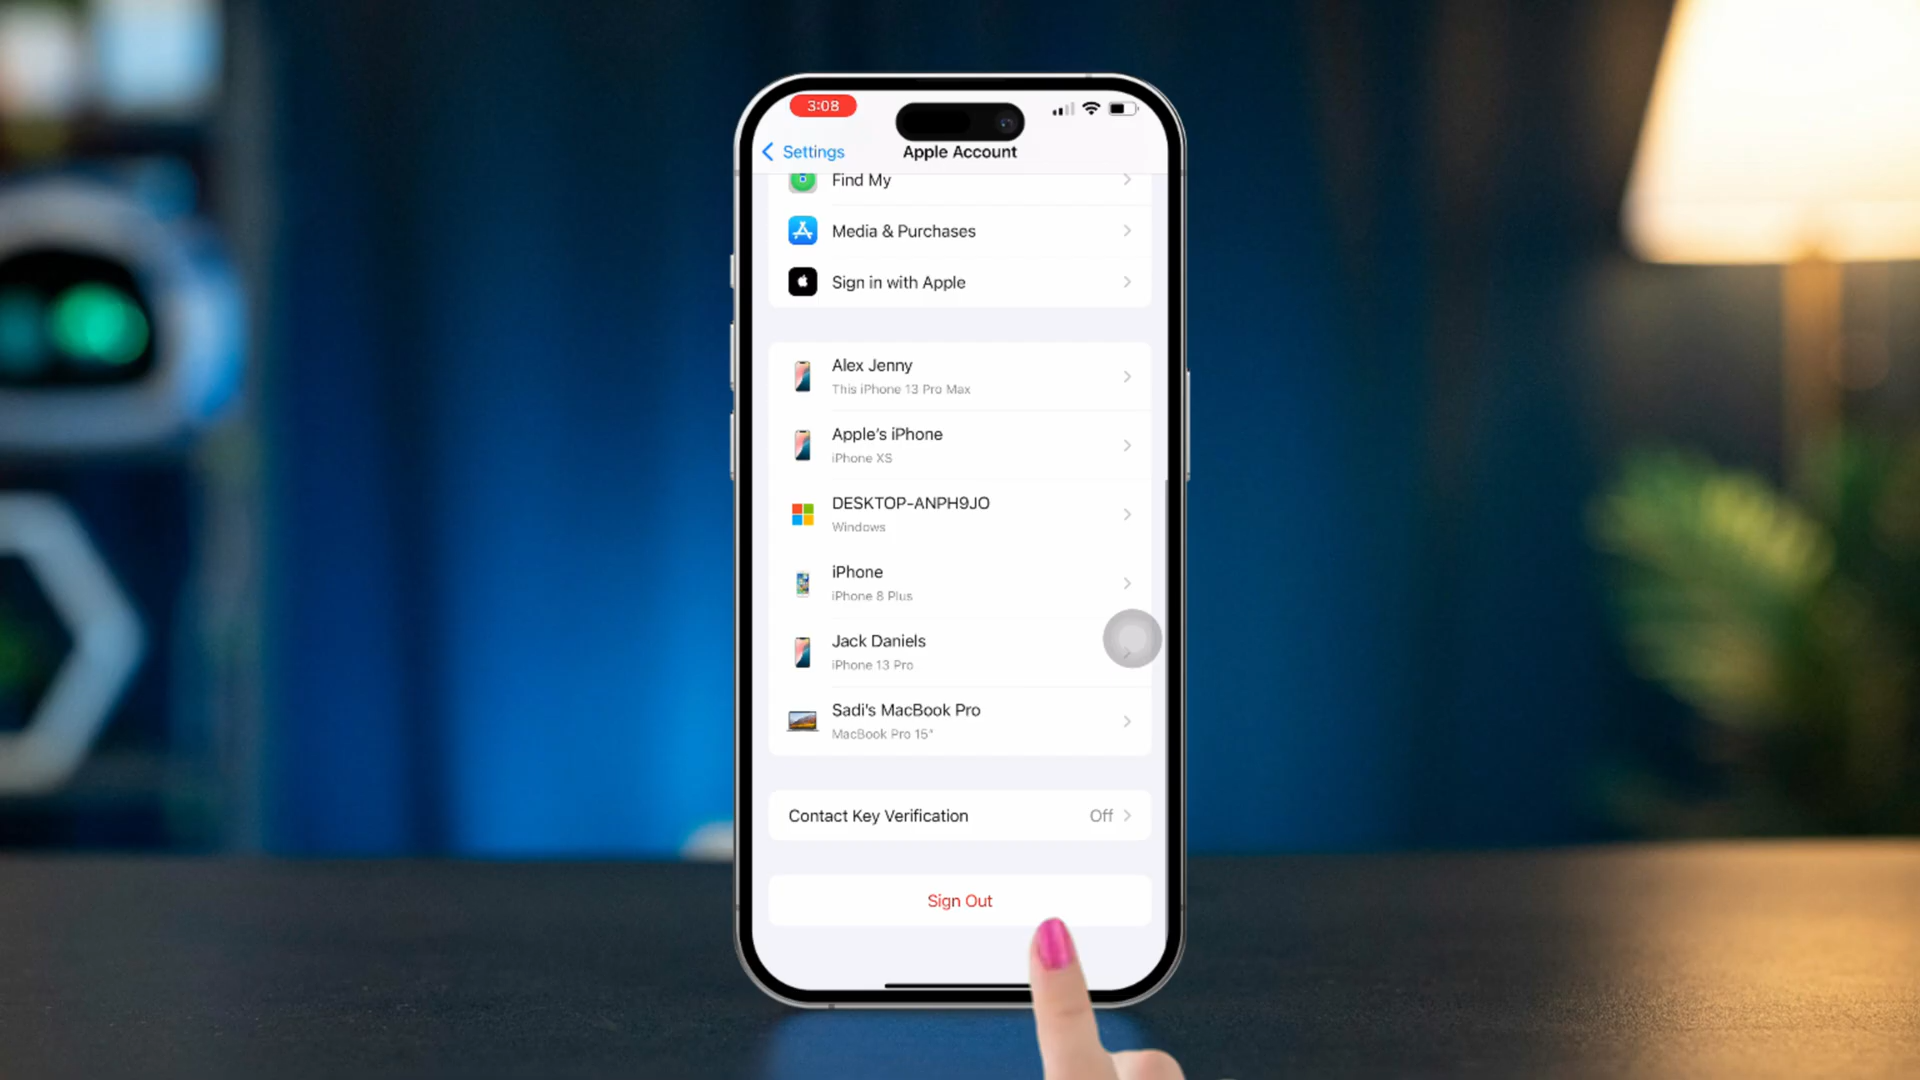 3:08
Settings
Apple Account
Find My
Media & Purchases
Sign in with Apple
Alex Jenny
This iPhone 13 Pro Max
Apple's iPhone
iPhone XS
DESKTOP-ANPH9JO
Windows
iPhone
iPhone 8 Plus
Jack Daniels
iPhone 13 Pro
Sadi's MacBook Pro
MacBook Pro 15"
Contact Key Verification Off
Sign Out